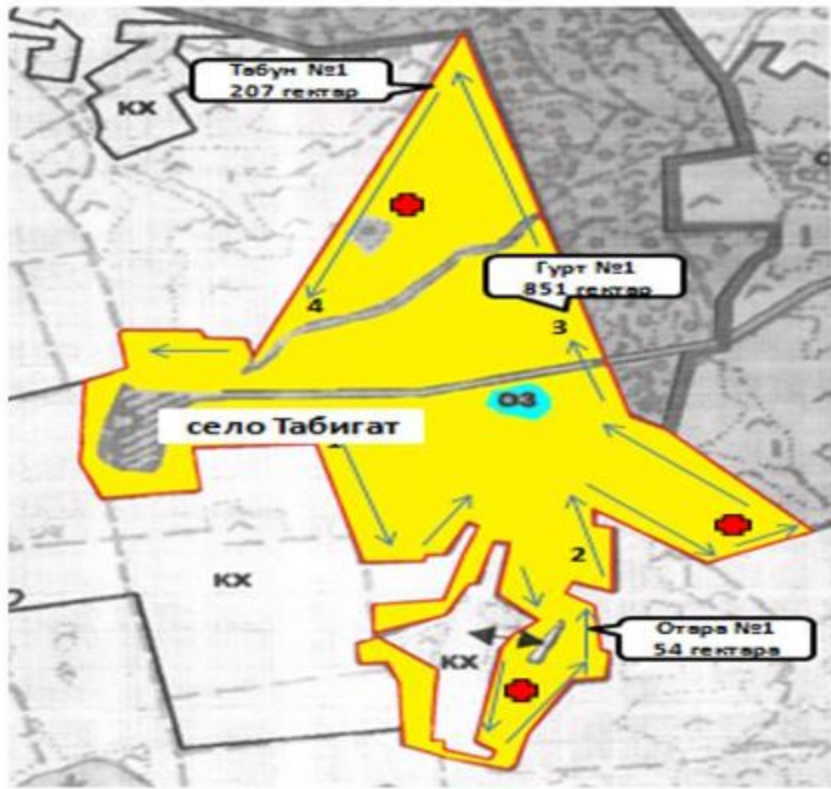 Табун №1
207 гектар
КХ
Гурт №1
851 гектар
4
3
ОЗ
село Табигат
2
КХ
Отара №1
54 гектара
КХ